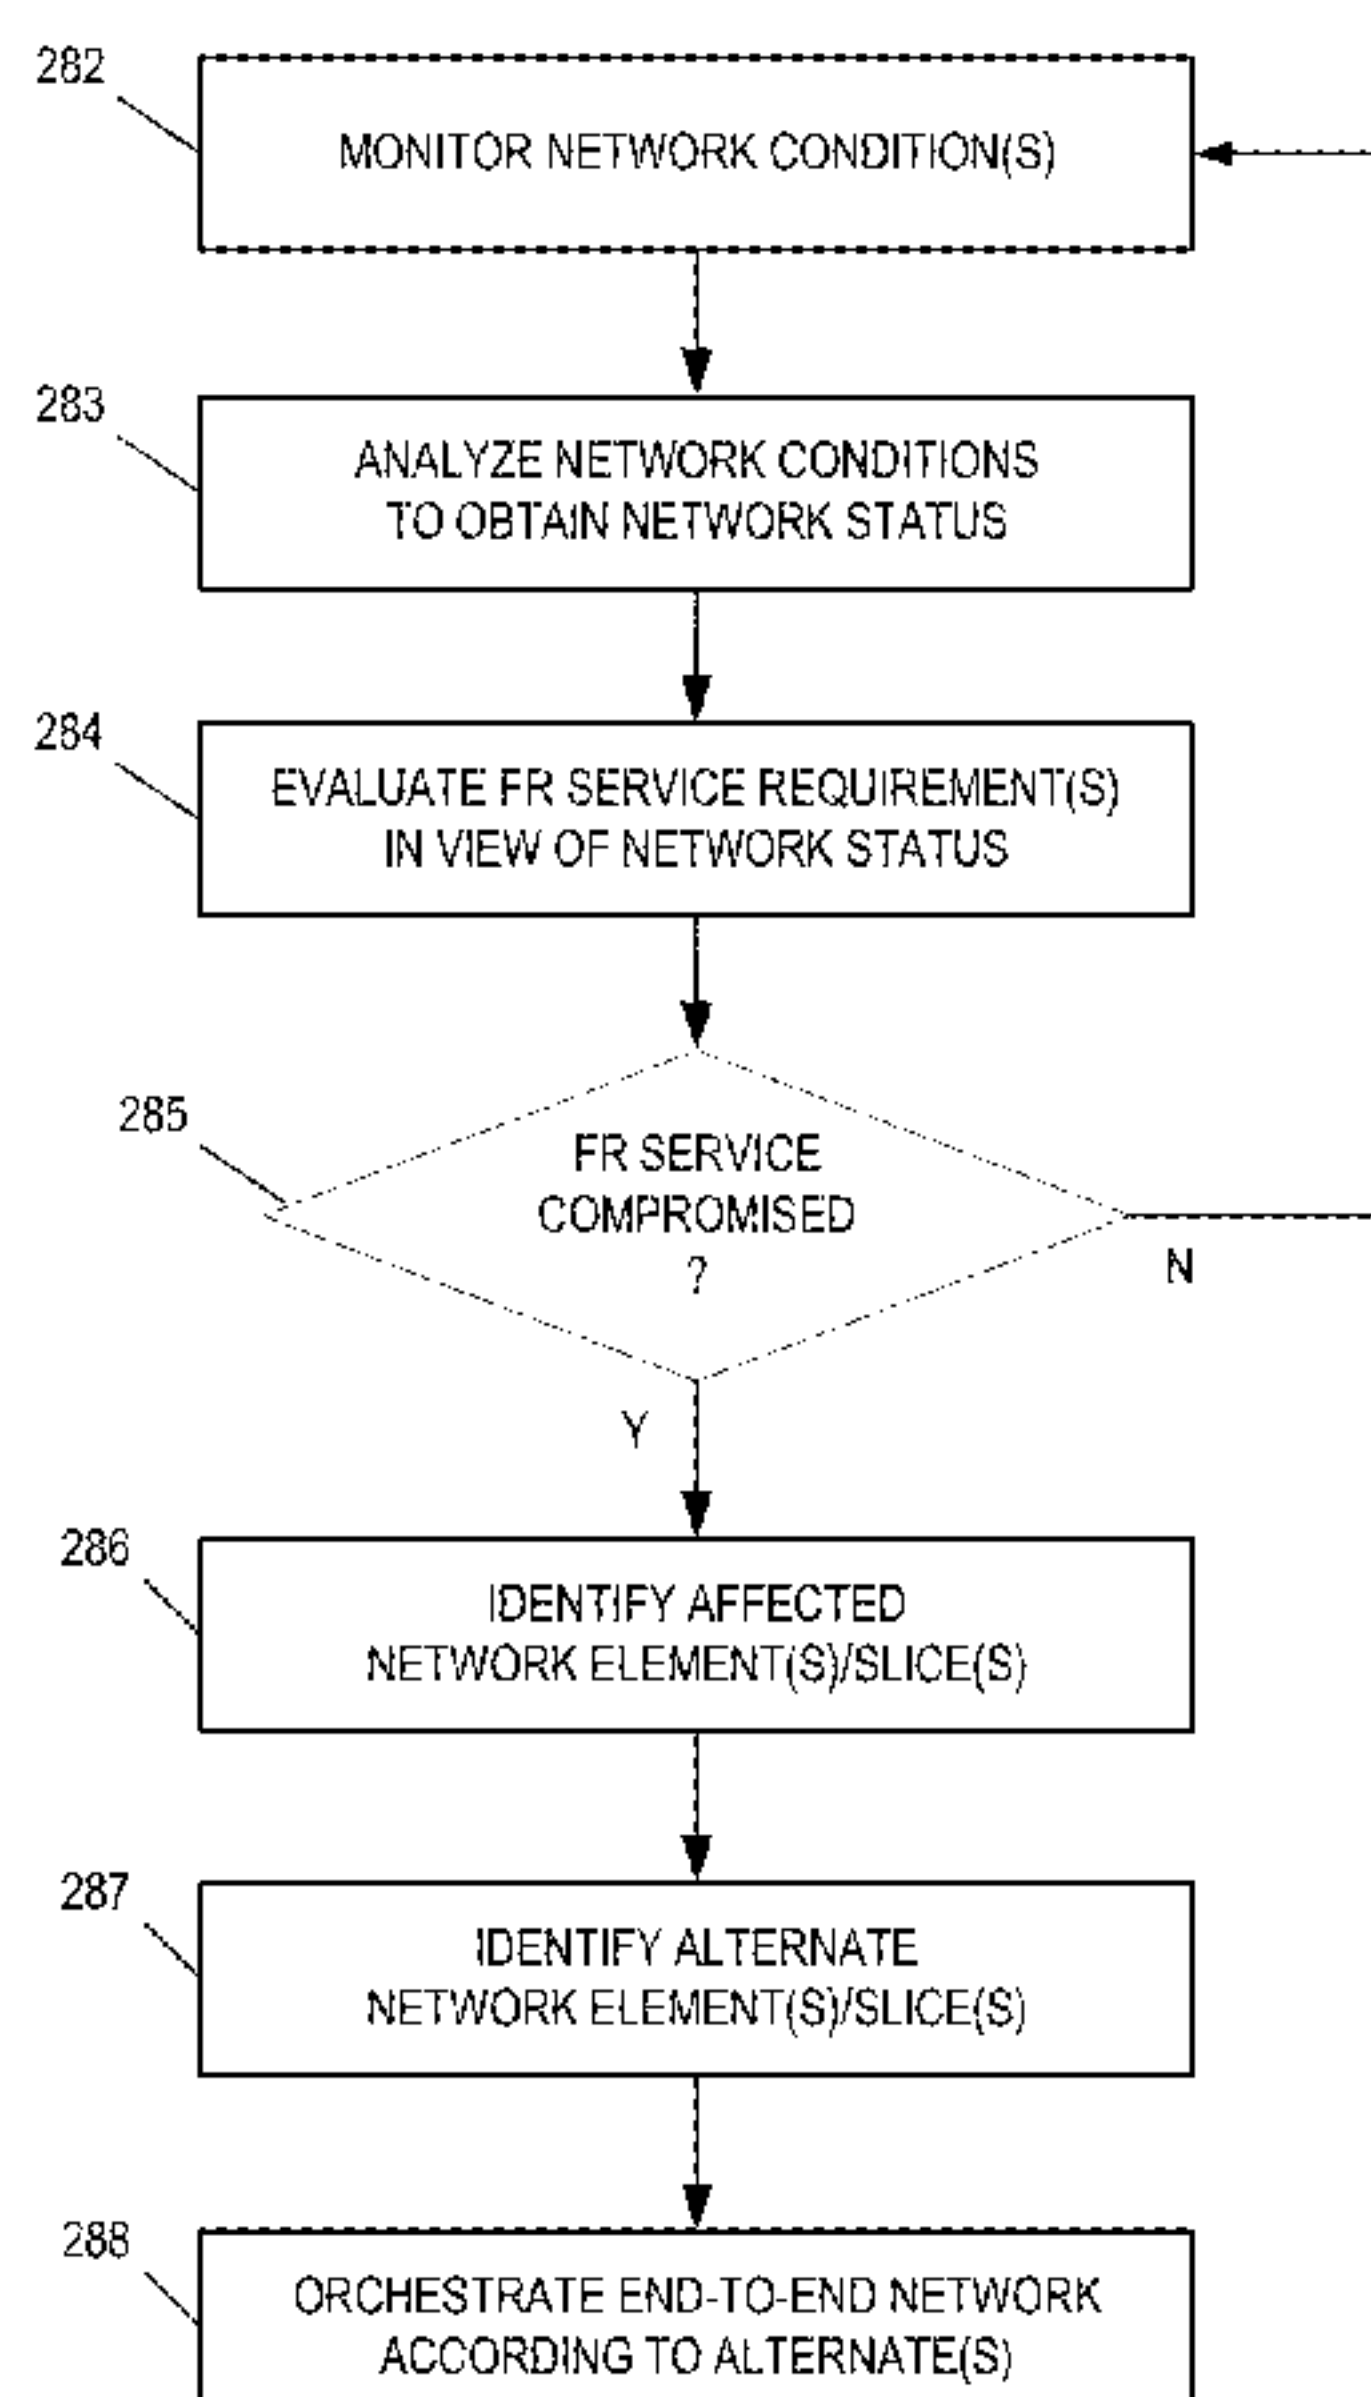 282
MONITOR NETWORK CONDITION(S)
283
ANALYZE NETWORK CONDITIONS
TO OBTAIN NETWORK STATUS
284
EVALUATE FR SERVICE REQUIREMENT(S)
IN VIEW OF NETWORK STATUS
285
FR SERVICE
COMPROMISED
?
N
Y
286
IDENTIFY AFFECTED
NETWORK ELEMENT(S)/SLICE(S)
287
IDENTIFY ALTERNATE
NETWORK ELEMENT(S)/SLICE(S)
288
ORCHESTRATE END-TO-END NETWORK
ACCORDING TO ALTERNATE(S)